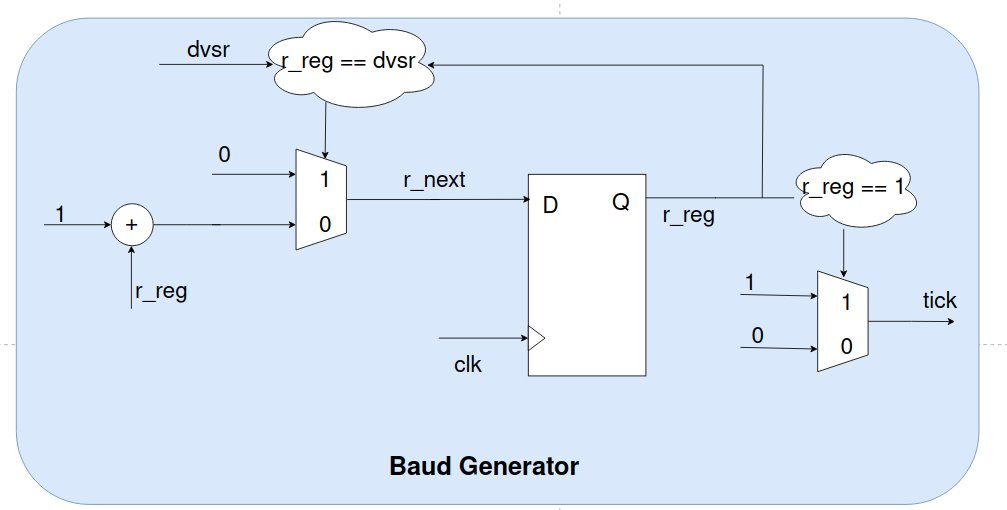 dvsr
r_reg == dvsr
0
1
r_next
D
Q
r_reg == 1
r_reg
1
+
0
r_reg
1
1
tick
0
0
clk
Baud Generator